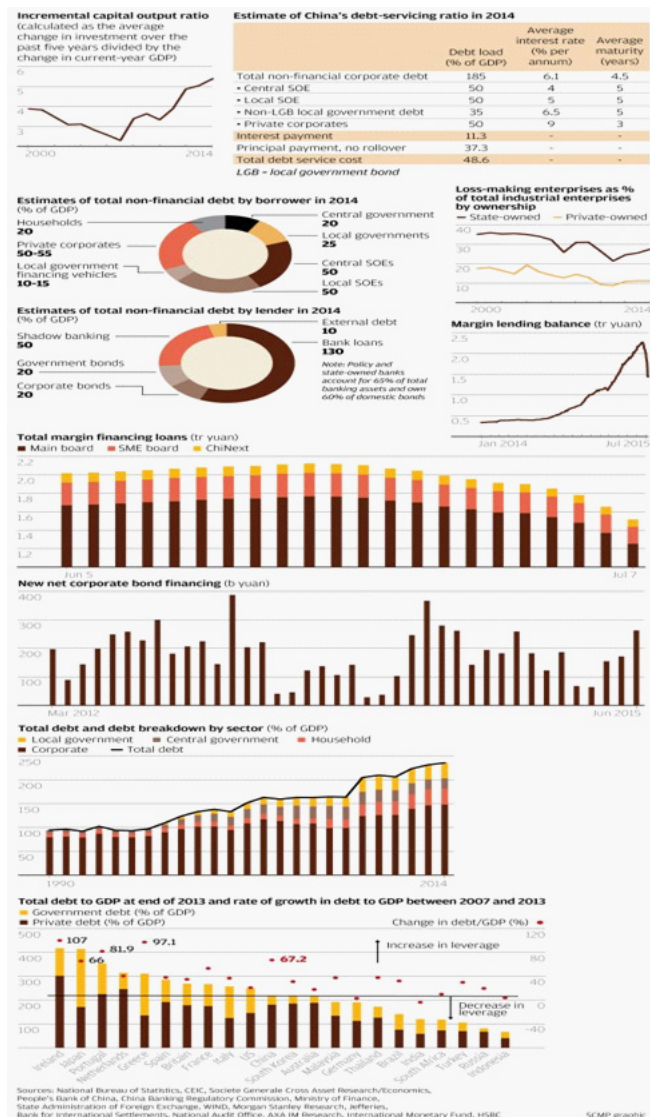 Incremental capital output ratio
(calculated as the average
change in investment over the
past five years divided by the
change in current-year GDP)
6
5
4
3
2000
2014
Estimate of China's debt-servicing ratio in 2014
Debt load
(% of GDP)
Average
interest rate
(% per
annum)
Average
maturity
(years)
Total non-financial corporate debt 185 6.1 4.5
• Central SOE 50 4 5
• Local SOE 50 5 5
• Non-LGB local government debt 35 6.5 5
• Private corporates 50 9 3
Interest payment 11.3 - -
Principal payment, no rollover 37.3 - -
Total debt service cost 48.6 - -
LGB = local government bond
Estimates of total non-financial debt by borrower in 2014
(% of GDP)
Households
20
Private corporates
50-55
Local government
financing vehicles
10-15
Central government
20
Local governments
25
Central SOEs
50
Local SOEs
50
Loss-making enterprises as %
of total industrial enterprises
by ownership
State-owned Private-owned
40
30
20
10
2000
2014
Estimates of total non-financial debt by lender in 2014
(% of GDP)
Shadow banking
50
Government bonds
20
Corporate bonds
20
External debt
10
Bank loans
130
Note: Policy and
state-owned banks
account for 65% of total
banking assets and own
60% of domestic bonds
Margin lending balance (tr yuan)
2.5
2.0
1.5
1.0
0.5
Jan 2014
Jul 2015
Total margin financing loans (tr yuan)
Main board SME board ChiNext
2.2
2.0
1.8
1.6
1.4
1.2
Jun 5
Jul 7
New net corporate bond financing (b yuan)
400
300
200
100
Mar 2012
Jun 2015
Total debt and debt breakdown by sector (% of GDP)
Local government Central government Household
Corporate Total debt
250
200
150
100
50
1990
2014
Total debt to GDP at end of 2013 and rate of growth in debt to GDP between 2007 and 2013
Government debt (% of GDP)
Private debt (% of GDP)
Change in debt/GDP (%)
500
400
300
200
100
120
80
40
0
-40
107
66
81.9
97.1
67.2
Increase in leverage
Decrease in
leverage
Ireland
Japan
Portugal
Netherlands
Greece
Spain
Britain
France
Italy
US
China
South Korea
Australia
Malaysia
Germany
Thailand
Brazil
India
South Africa
Turkey
Russia
Indonesia
Sources: National Bureau of Statistics, CEIC, Societe Generale Cross Asset Research/Economics,
People's Bank of China, China Banking Regulatory Commission, Ministry of Finance,
State Administration of Foreign Exchange, WIND, Morgan Stanley Research, Jefferies,
Bank for International Settlements, National Audit Office, AXA IM Research, International Monetary Fund, HSBC
SCMP graphic